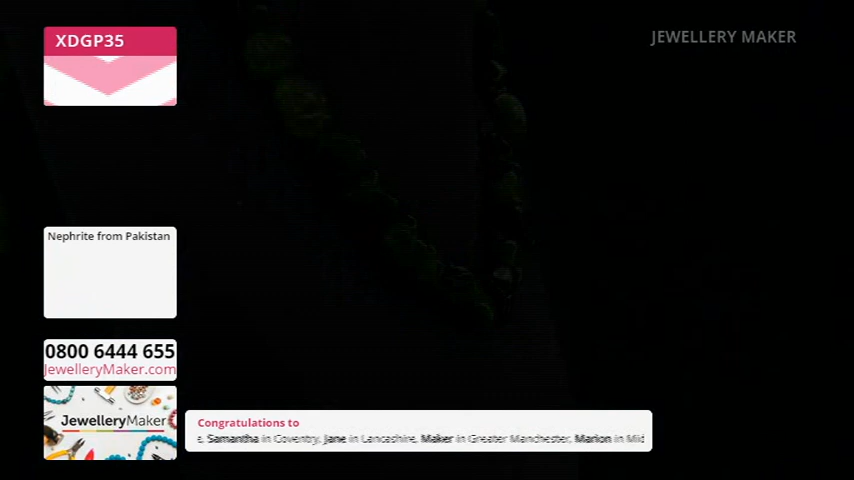 XDGP35
JEWELLERY MAKER
Nephrite from Pakistan
0800 6444 655
JewelleryMaker.com
JewelleryMaker
Congratulations to
e, Samantha in Coventry, Jane in Lancashire, Maker in Greater Manchester, Marion in Mid